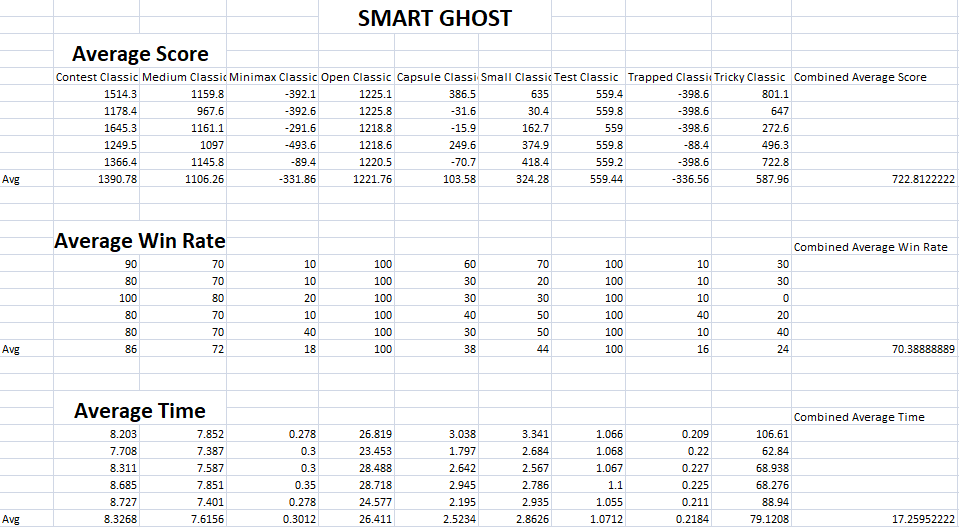 SMART GHOST
Average Score
Contest Classic Medium Classic Minimax Classic Open Classic Capsule Classi Small Classic Test Classic Trapped Classic Tricky Classic Combined Average Score
1514.3 1159.8 -392.1 1225.1 386.5 635 559.4 -398.6 801.1
1178.4 967.6 -392.6 1225.8 -31.6 30.4 559.8 -398.6 647
1645.3 1161.1 -291.6 1218.8 -15.9 162.7 559 -398.6 272.6
1249.5 1097 -493.6 1218.6 249.6 374.9 559.8 -88.4 496.3
1366.4 1145.8 -89.4 1220.5 -70.7 418.4 559.2 -398.6 722.8
Avg 1390.78 1106.26 -331.86 1221.76 103.58 324.28 559.44 -336.56 587.96 722.8122222
Average Win Rate
Combined Average Win Rate
90 70 10 100 60 70 100 10 30
80 70 10 100 30 20 100 10 30
100 80 20 100 30 30 100 10 0
80 70 10 100 40 50 100 40 20
80 70 40 100 30 50 100 10 40
Avg 86 72 18 100 38 44 100 16 24 70.38888889
Average Time
Combined Average Time
8.203 7.852 0.278 26.819 3.038 3.341 1.066 0.209 106.61
7.708 7.387 0.3 23.453 1.797 2.684 1.068 0.22 62.84
8.311 7.587 0.3 28.488 2.642 2.567 1.067 0.227 68.938
8.685 7.851 0.35 28.718 2.945 2.786 1.1 0.225 68.276
8.727 7.401 0.278 24.577 2.195 2.935 1.055 0.211 88.94
Avg 8.3268 7.6156 0.3012 26.411 2.5234 2.8626 1.0712 0.2184 79.1208 17.25952222